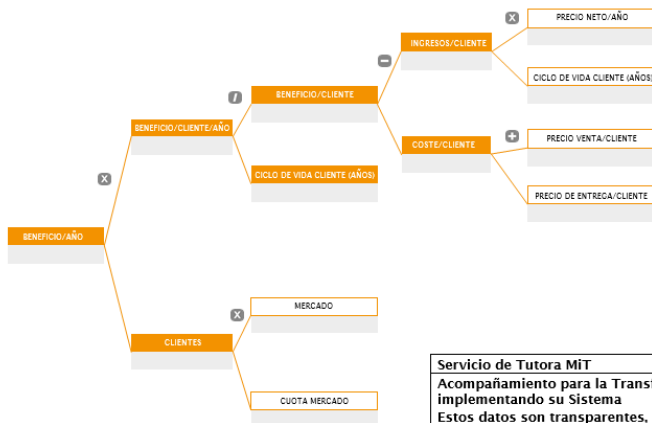 PRECIO NETO/AÑO
INGRESOS/CLIENTE
CICLO DE VIDA CLIENTE (AÑOS)
BENEFICIO/CLIENTE
BENEFICIO/CLIENTE/AÑO
PRECIO VENTA/CLIENTE
COSTE/CLIENTE
CICLO DE VIDA CLIENTE (AÑOS)
PRECIO DE ENTREGA/CLIENTE
BENEFICIO/AÑO
MERCADO
CLIENTES
CUOTA MERCADO
Servicio de Tutora MiT
Acompañamiento para la
implementando su Sistema
Estos datos son transparentes,